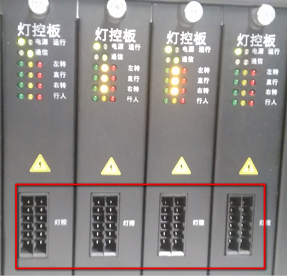 灯控板 灯控板 灯控板 灯控板
电源 运行 电源 运行 电源 运行 电源 运行
通信 通信 通信 通信
左转 左转 左转 左转
直行 直行 直行 直行
右转 右转 右转 右转
行人 行人 行人 行人
灯控 灯控 灯控 灯控